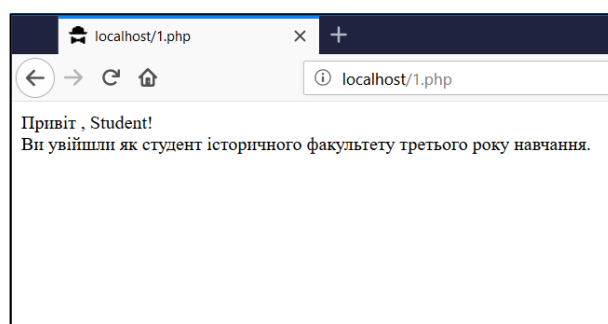 localhost/1.php
localhost/1.php
Привіт , Student!
Ви увійшли як студент історичного факультету третього року навчання.